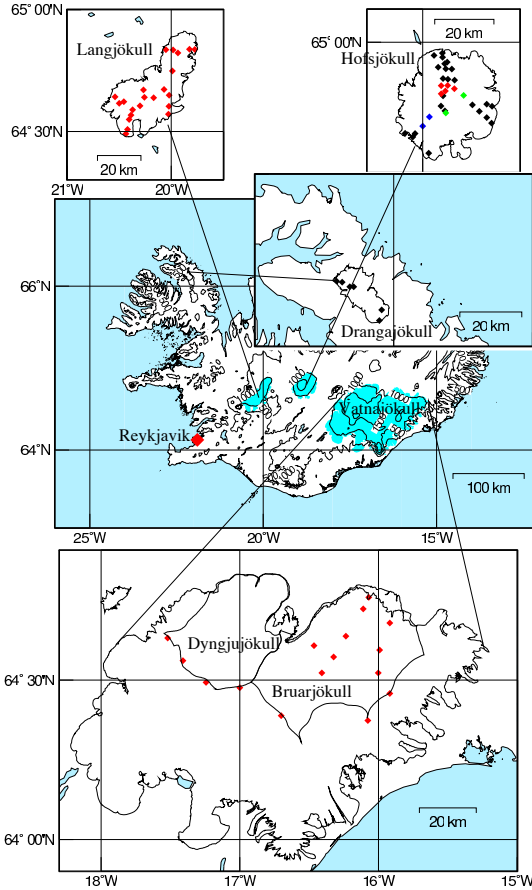 65° 00'N
Langjökull
64° 30'N
20 km
21°W
20°W
20 km
65° 00'N
Hofsjökull
66°N
Drangajökull
20 km
Vatnajökull
Reykjavik
64°N
100 km
25°W
20°W
15°W
Dyngjujökull
64° 30'N
Bruarjökull
20 km
64° 00'N
18°W
17°W
16°W
15°W